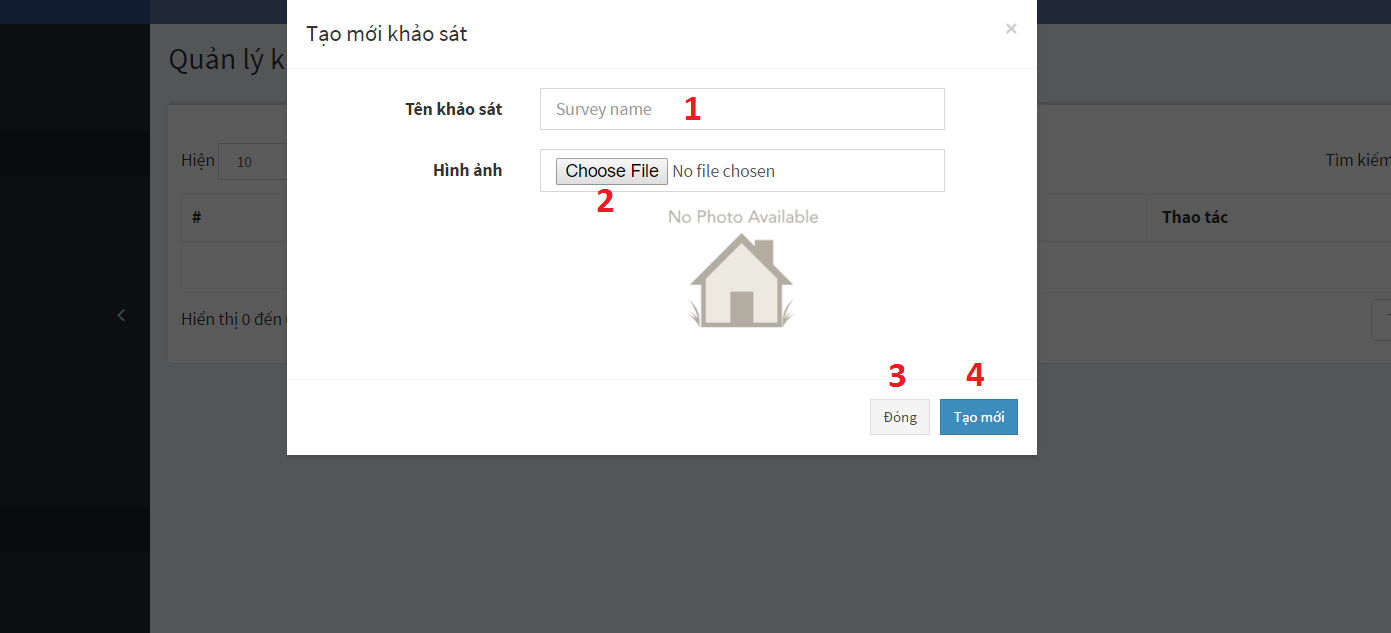 Tạo mới khảo sát ×
Quản lý k
Tên khảo sát Survey name 1
Hiện 10 Tìm kiếm
Hình ảnh Choose File No file chosen
2
# Thao tác
No Photo Available
Hiển thị 0 đến
3 4
Đóng Tạo mới